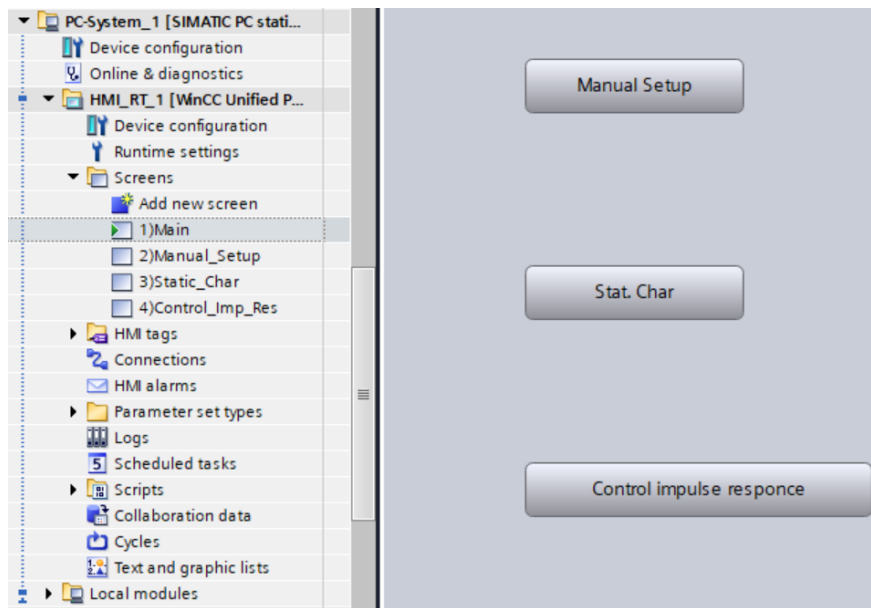 PC-System_1 [SIMATIC PC stati...
Device configuration
Online & diagnostics
HMI_RT_1 [WinCC Unified P...
Device configuration
Runtime settings
Screens
Add new screen
1)Main
2)Manual_Setup
3)Static_Char
4)Control_Imp_Res
HMI tags
Connections
HMI alarms
Parameter set types
Logs
Scheduled tasks
Scripts
Collaboration data
Cycles
Text and graphic lists
Local modules
Manual Setup
Stat. Char
Control impulse responce